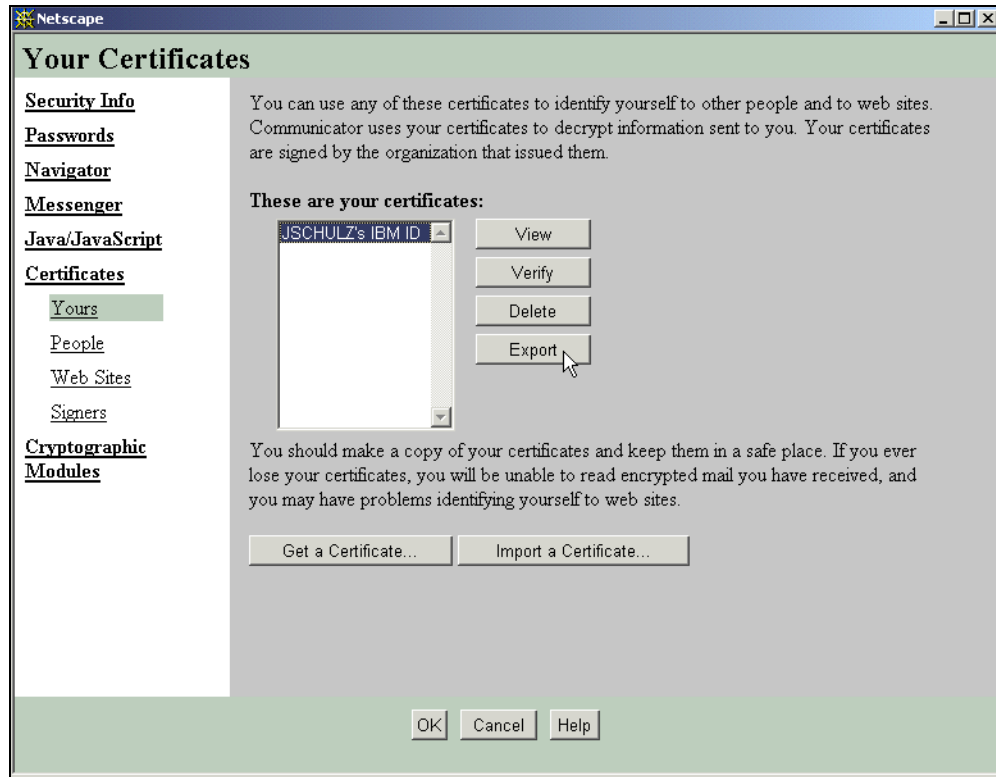 Netscape
Your Certificates
Security Info
Passwords
Navigator
Messenger
Java/JavaScript
Certificates
Yours
People
Web Sites
Signers
Cryptographic
Modules
You can use any of these certificates to identify yourself to other people and to web sites.
Communicator uses your certificates to decrypt information sent to you. Your certificates
are signed by the organization that issued them.
These are your certificates:
JSCHULZ's IBM ID
View
Verify
Delete
Export
You should make a copy of your certificates and keep them in a safe place. If you ever
lose your certificates, you will be unable to read encrypted mail you have received, and
you may have problems identifying yourself to web sites.
Get a Certificate...
Import a Certificate...
OK
Cancel
Help